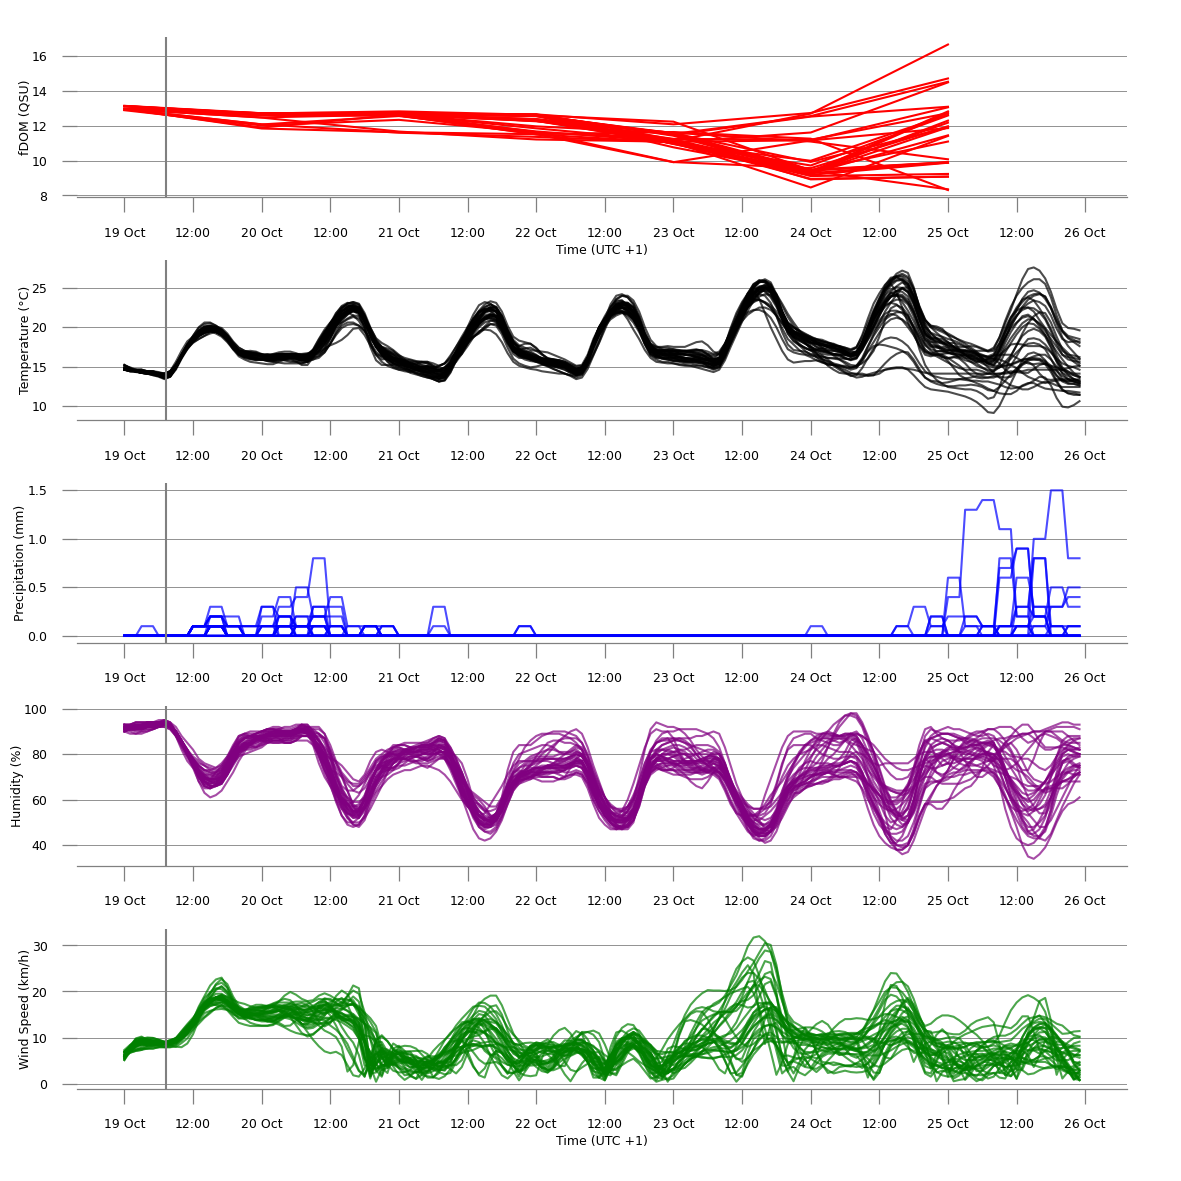 fDOM (QSU)
16
14
12
10
8
19 Oct 12:00 20 Oct 12:00 21 Oct 12:00 22 Oct 12:00 23 Oct 12:00 24 Oct 12:00 25 Oct 12:00 26 Oct
Time (UTC +1)
Temperature (°C)
25
20
15
10
19 Oct 12:00 20 Oct 12:00 21 Oct 12:00 22 Oct 12:00 23 Oct 12:00 24 Oct 12:00 25 Oct 12:00 26 Oct
Precipitation (mm)
1.5
1.0
0.5
0.0
19 Oct 12:00 20 Oct 12:00 21 Oct 12:00 22 Oct 12:00 23 Oct 12:00 24 Oct 12:00 25 Oct 12:00 26 Oct
Humidity (%)
100
80
60
40
19 Oct 12:00 20 Oct 12:00 21 Oct 12:00 22 Oct 12:00 23 Oct 12:00 24 Oct 12:00 25 Oct 12:00 26 Oct
Wind Speed (km/h)
30
20
10
0
19 Oct 12:00 20 Oct 12:00 21 Oct 12:00 22 Oct 12:00 23 Oct 12:00 24 Oct 12:00 25 Oct 12:00 26 Oct
Time (UTC +1)